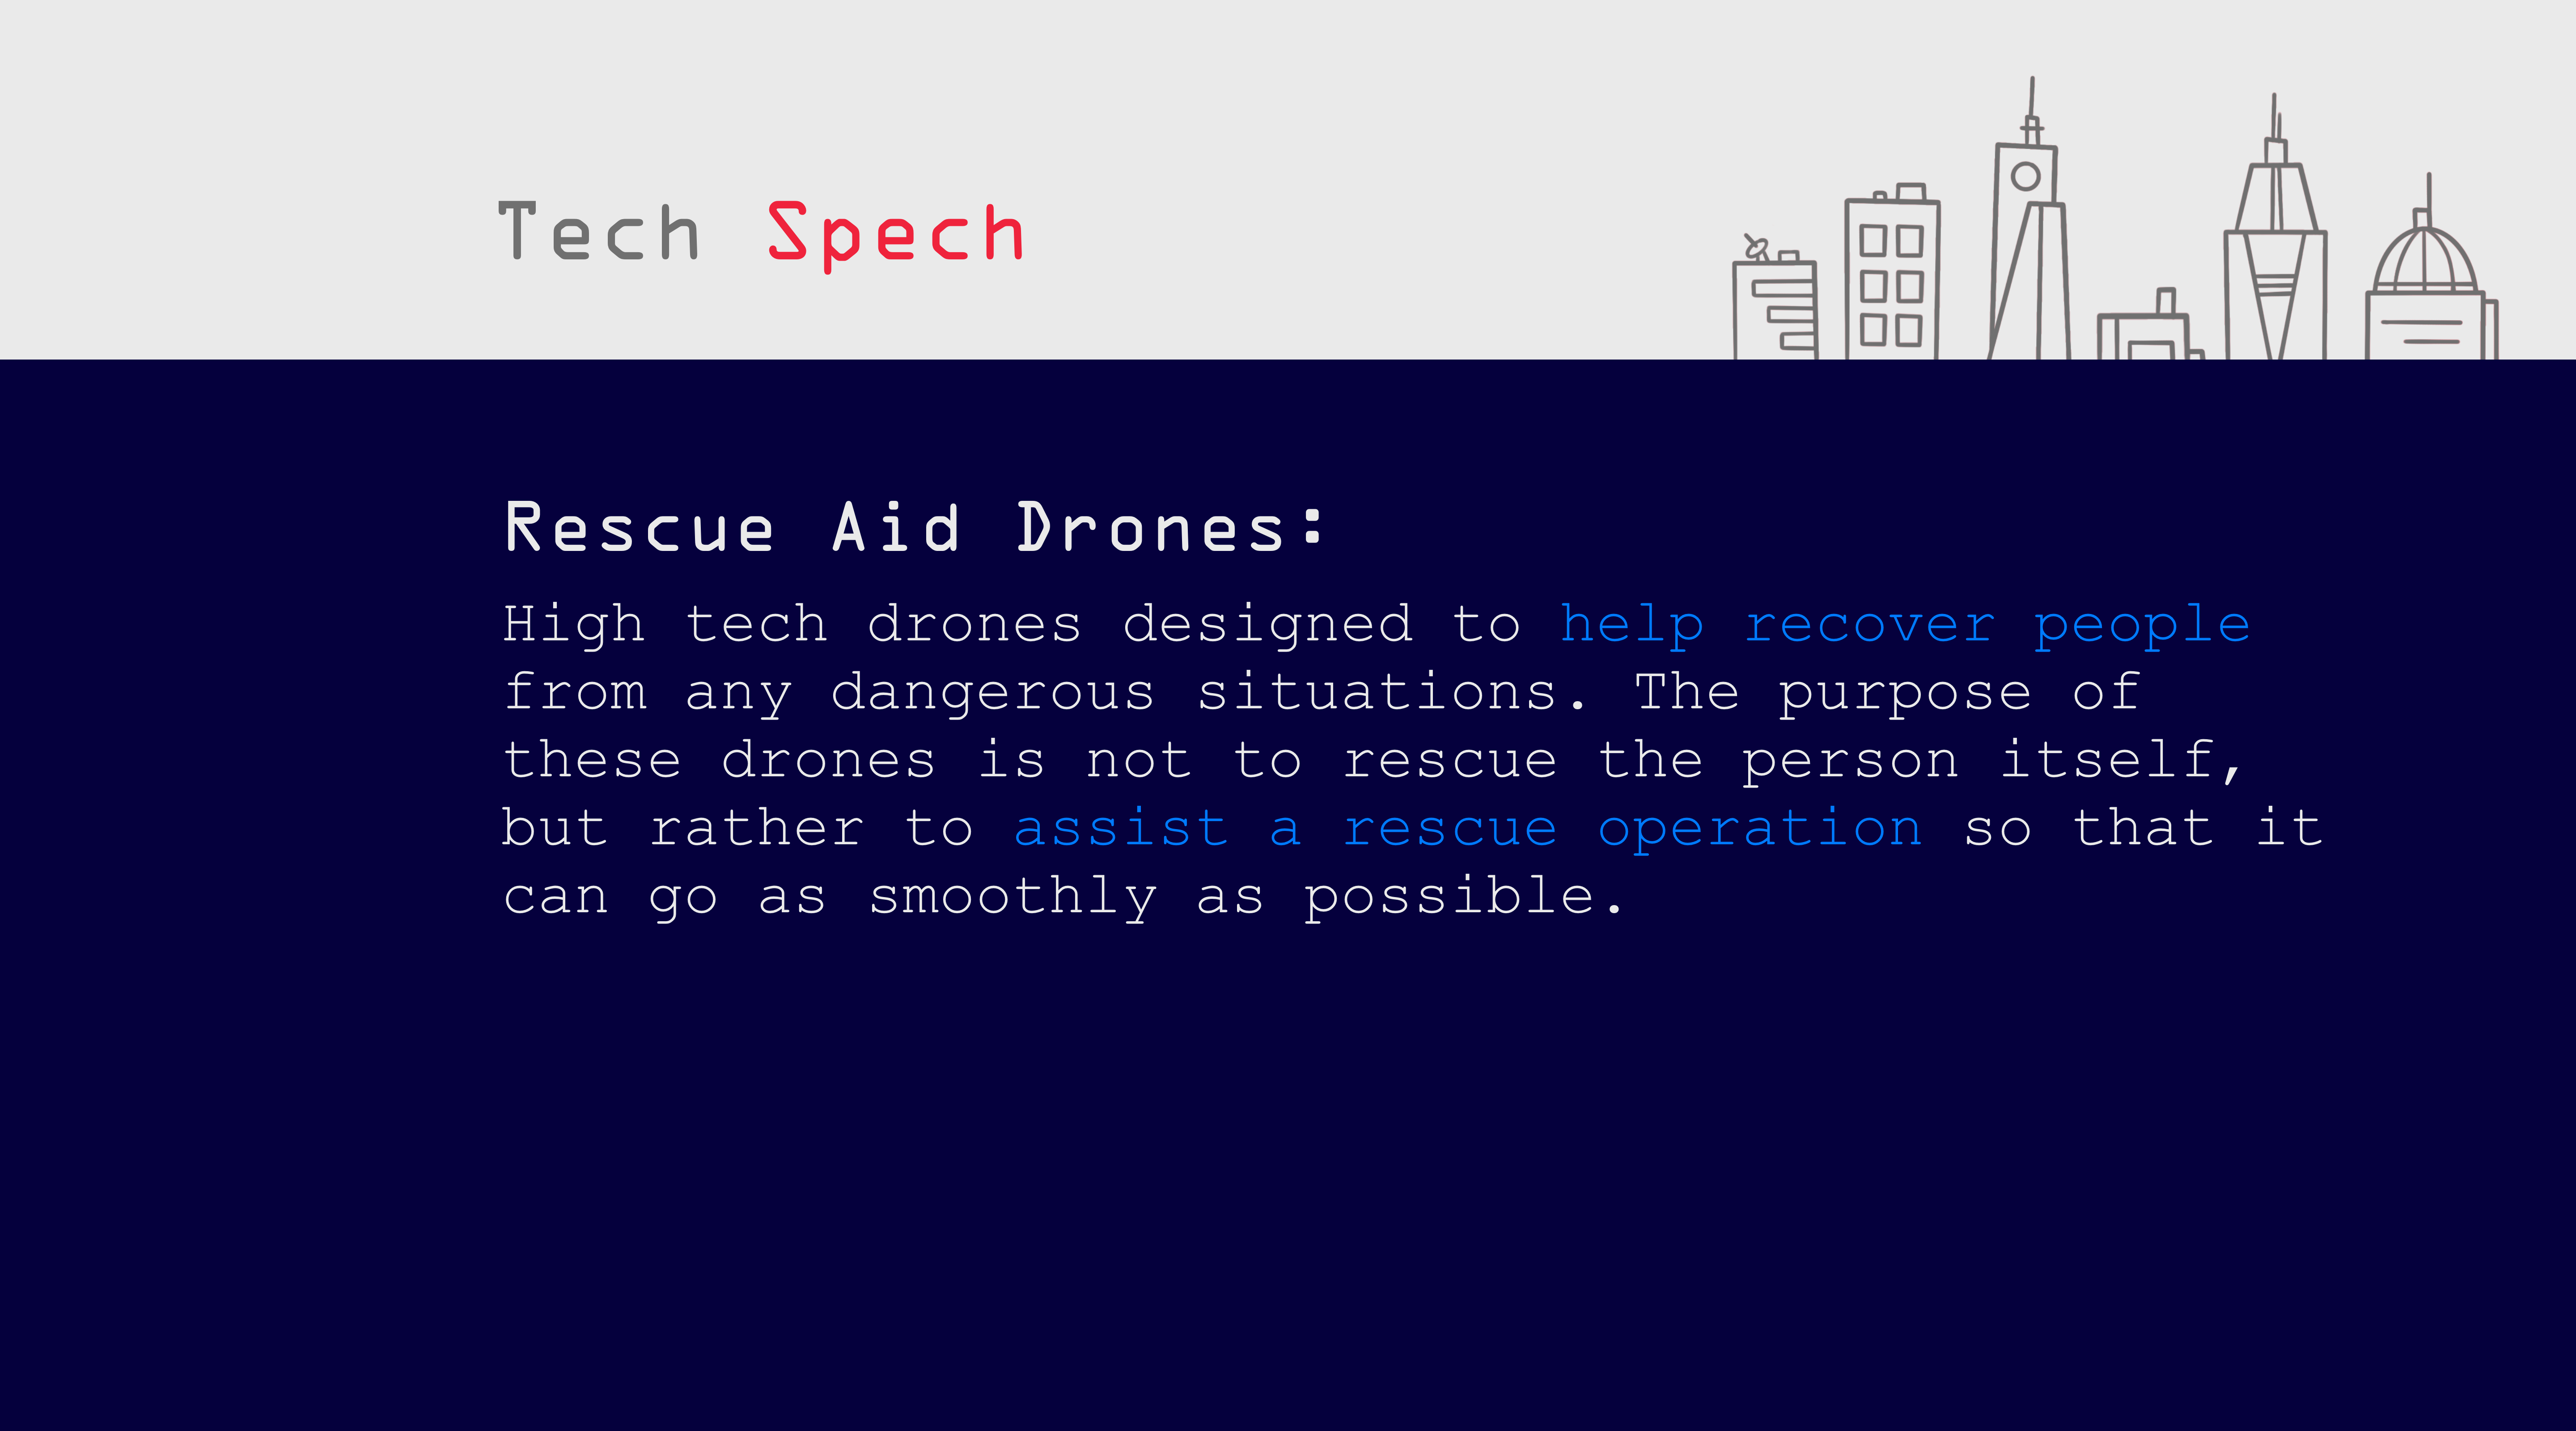 Tech Spech
Rescue Aid Drones:
High tech drones designed to help recover people
from any dangerous situations. The purpose of
these drones is not to rescue the person itself,
but rather to assist a rescue operation so that it
can go as smoothly as possible.